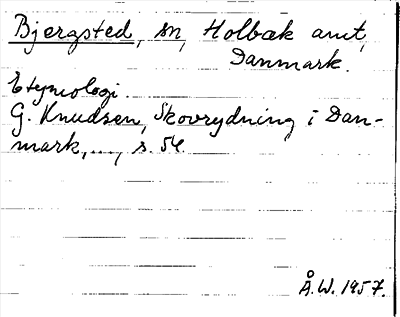 Bjergsted, sn, Holbæk amt,
Danmark.
Etymologi.
G. Knudsen, Skovrydning i Dan-
mark,..., s. 54.
Å.W. 1957.